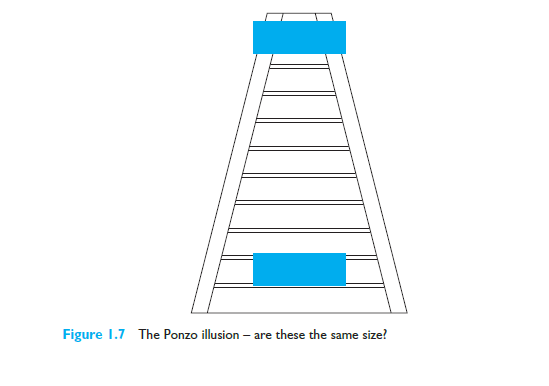 Figure 1.7 The Ponzo illusion – are these the same size?